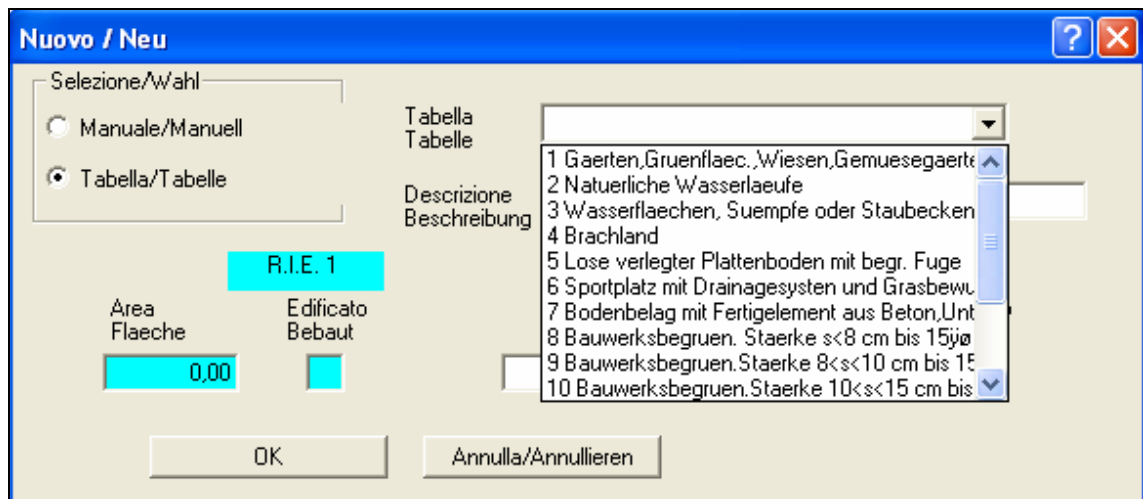 Nuovo / Neu
Selezione/Wahl
Manuale/Manuell
Tabella/Tabelle
Tabella
Tabelle
Descrizione
Beschreibung
1 Gaerten,Gruenflaec.,Wiesen,Gemuesegaerte
2 Natuerliche Wasserlaeufe
3 Wasserflaechen, Suempfe oder Staubecken
4 Brachland
5 Lose verlegter Plattenboden mit begr. Fuge
6 Sportplatz mit Drainagesysten und Grasbewu
7 Bodenbelag mit Fertigelement aus Beton,Unt
8 Bauwerksbegruen. Staerke s<8 cm bis 15ÿø
9 Bauwerksbegruen.Staerke 8<s<10 cm bis 15
10 Bauwerksbegruen.Staerke 10<s<15 cm bis
R.I.E. 1
Area
Flaeche
Edificato
Bebaut
0,00
OK
Annulla/Annullieren